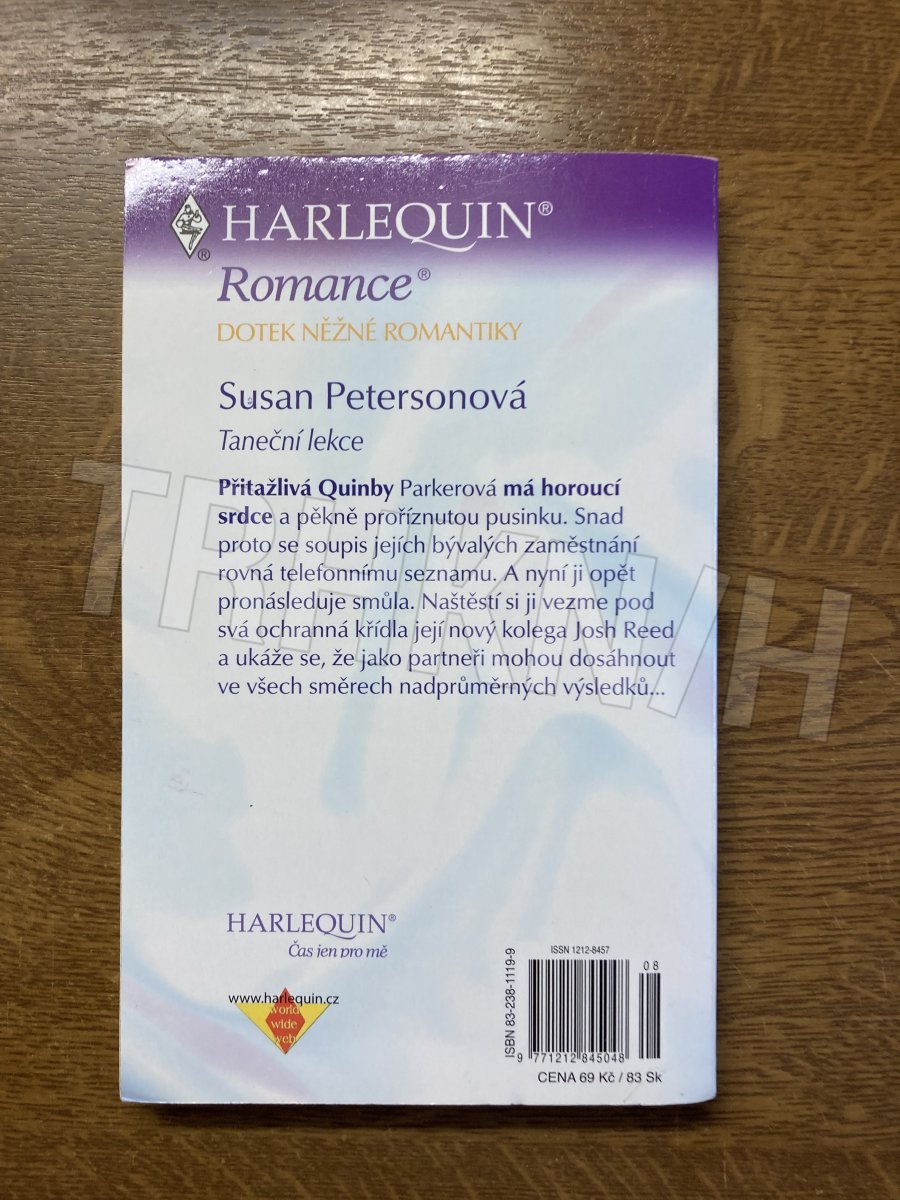 HARLEQUIN®
®
Romance®
DOTEK NĚŽNÉ ROMANTIKY
Susan Petersonová
Taneční lekce
Přitažlivá Quinby Parkerová má horoucí
srdce a pěkně proříznutou pusinku. Snad
proto se soupis jejích bývalých zaměstnání
rovná telefonnímu seznamu. A nyní ji opět
pronásleduje smůla. Naštěstí si ji vezme pod
svá ochranná křídla její nový kolega Josh Reed
a ukáže se, že jako partneři mohou dosáhnout
ve všech směrech nadprůměrných výsledků...
TRHKNIH
HARLEQUIN®
Čas jen pro mě
www.harlequin.cz
world
wide
web
ISBN 83-238-1119-9
ISSN 1212-8457
08
9 771212 845048
CENA 69 Kč / 83 Sk